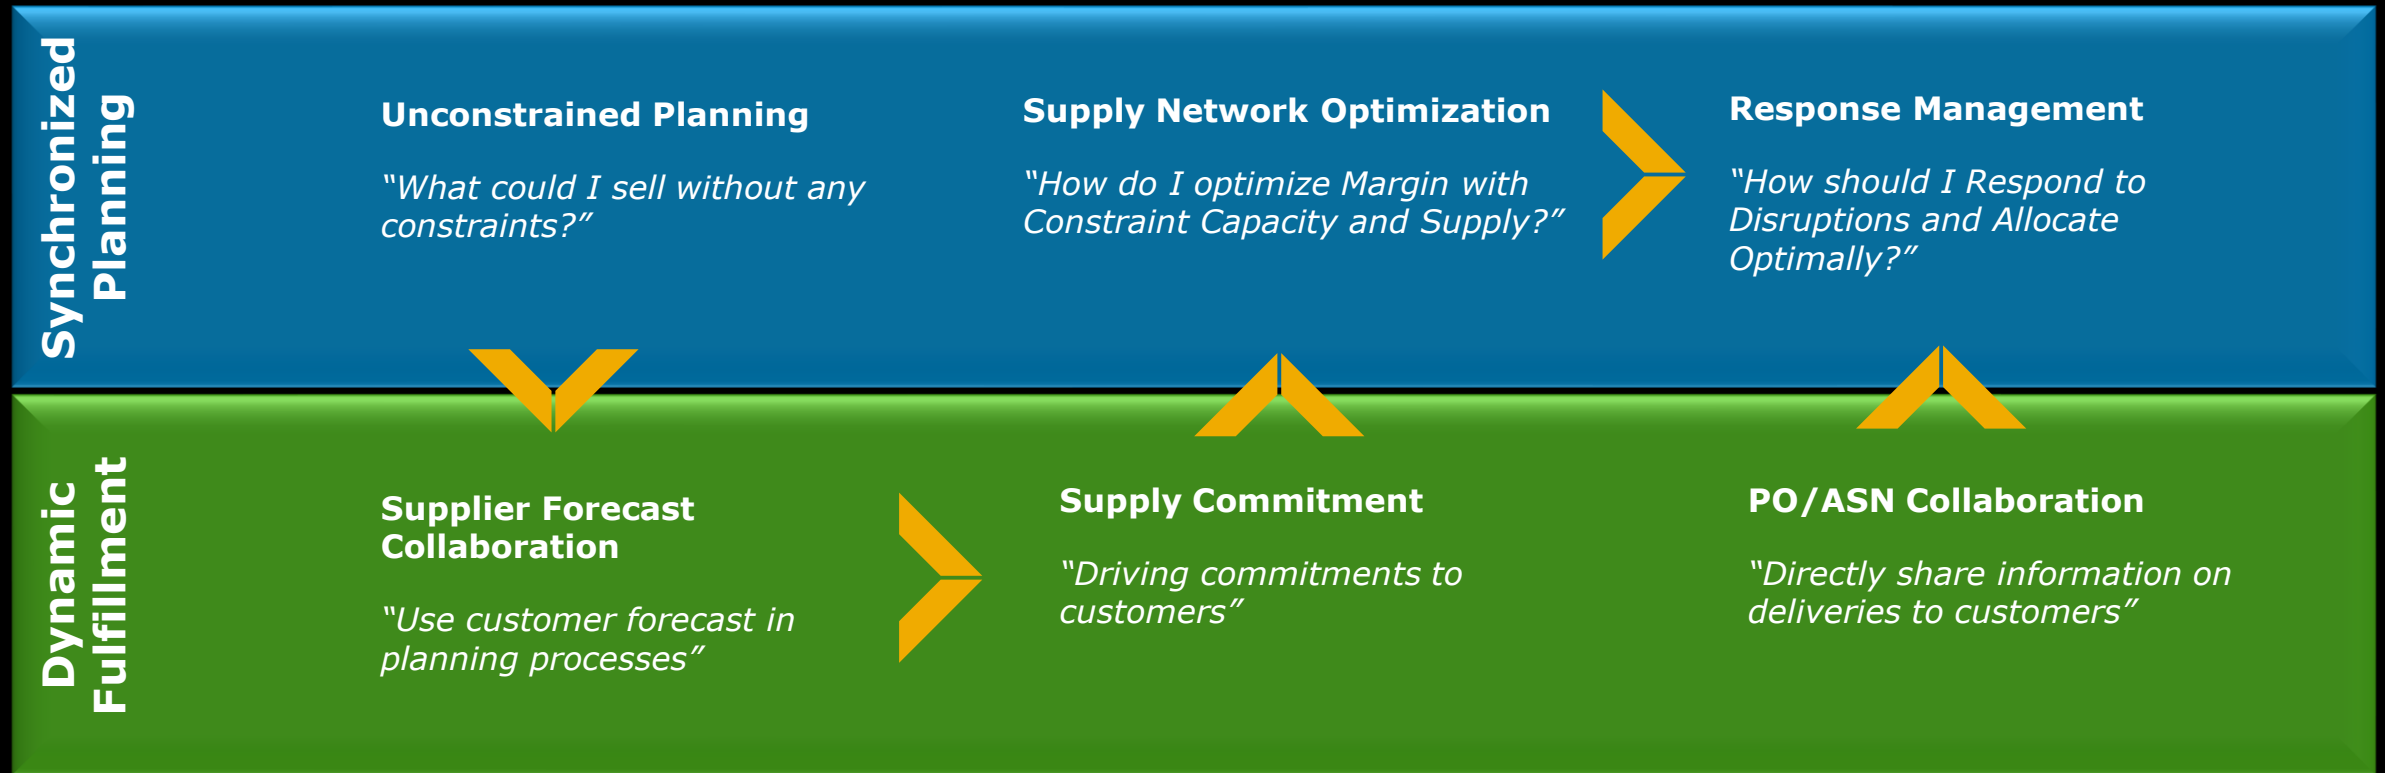 Synchronized
Planning
Unconstrained Planning
“What could I sell without any
constraints?”
Supply Network Optimization
“How do I optimize Margin with
Constraint Capacity and Supply?”
Response Management
“How should I Respond to
Disruptions and Allocate
Optimally?”
Dynamic
Fulfillment
Supplier Forecast
Collaboration
“Use customer forecast in
planning processes”
Supply Commitment
“Driving commitments to
customers”
PO/ASN Collaboration
“Directly share information on
deliveries to customers”